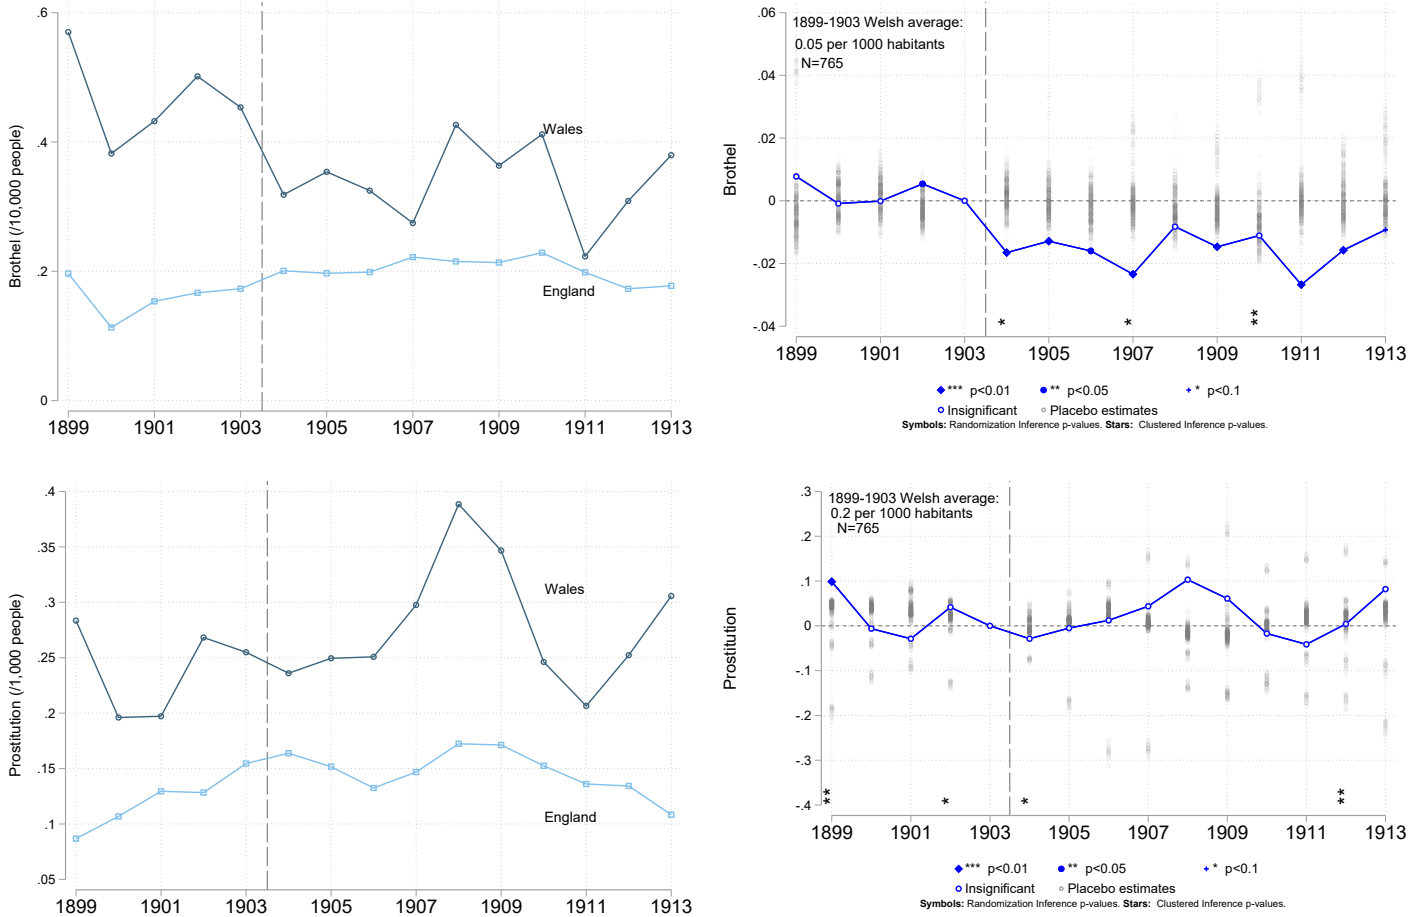 .6
.4
.2
0
Brothel (/10,000 people)
Wales
England
1899 1901 1903 1905 1907 1909 1911 1913
.06
.04
.02
0
-.02
-.04
Brothel
1899-1903 Welsh average:
0.05 per 1000 habitants
N=765
* * **
1899 1901 1903 1905 1907 1909 1911 1913
*** p<0.01 ** p<0.05 * p<0.1
Insignificant Placebo estimates
Symbols: Randomization Inference p-values. Stars: Clustered Inference p-values.
.4
.35
.3
.25
.2
.15
.1
.05
Prostitution (/1,000 people)
Wales
England
1899 1901 1903 1905 1907 1909 1911 1913
.3
.2
.1
0
-.1
-.2
-.3
-.4
Prostitution
1899-1903 Welsh average:
0.2 per 1000 habitants
N=765
** * * **
1899 1901 1903 1905 1907 1909 1911 1913
*** p<0.01 ** p<0.05 * p<0.1
Insignificant Placebo estimates
Symbols: Randomization Inference p-values. Stars: Clustered Inference p-values.